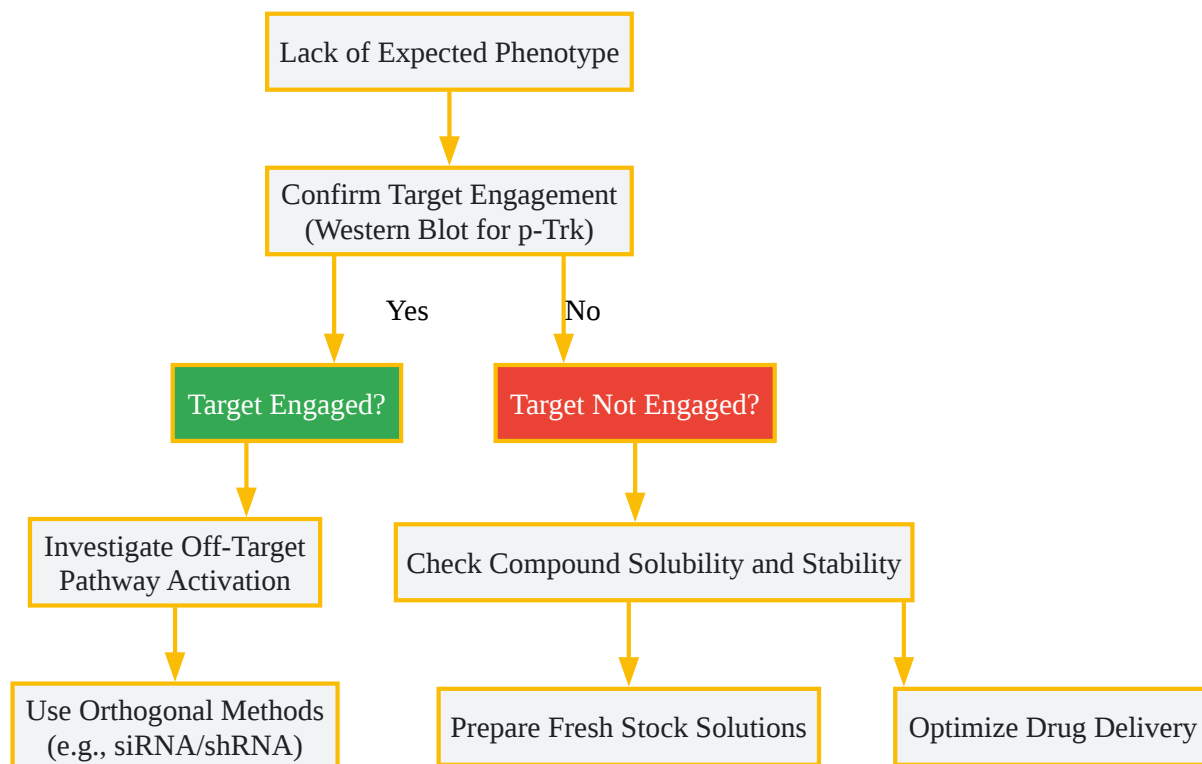 Lack of Expected Phenotype
Confirm Target Engagement
(Western Blot for p-Trk)
Yes
No
Target Engaged?
Target Not Engaged?
Investigate Off-Target
Pathway Activation
Check Compound Solubility and Stability
Use Orthogonal Methods
(e.g., siRNA/shRNA)
Prepare Fresh Stock Solutions
Optimize Drug Delivery